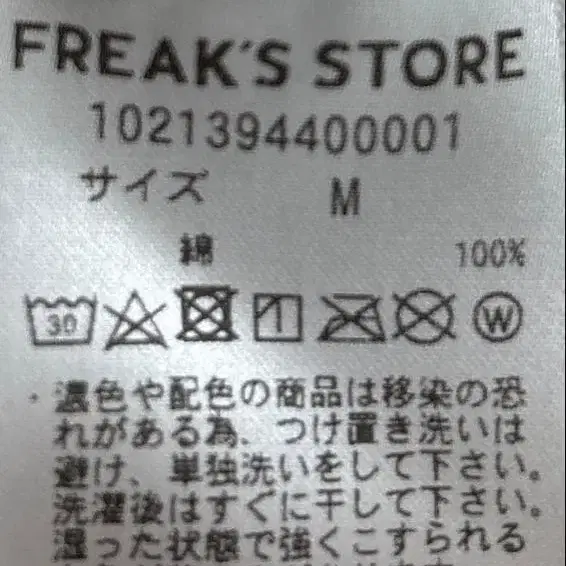 FREAK'S STORE
1021394400001
サイズ M
綿 100%
30 W
・濃色や配色の商品は移染の恐
れがある為、つけ置き洗いは
避け、単独洗いをして下さい。
洗濯後はすぐに干して下さい。
湿った状態で強くこすられる